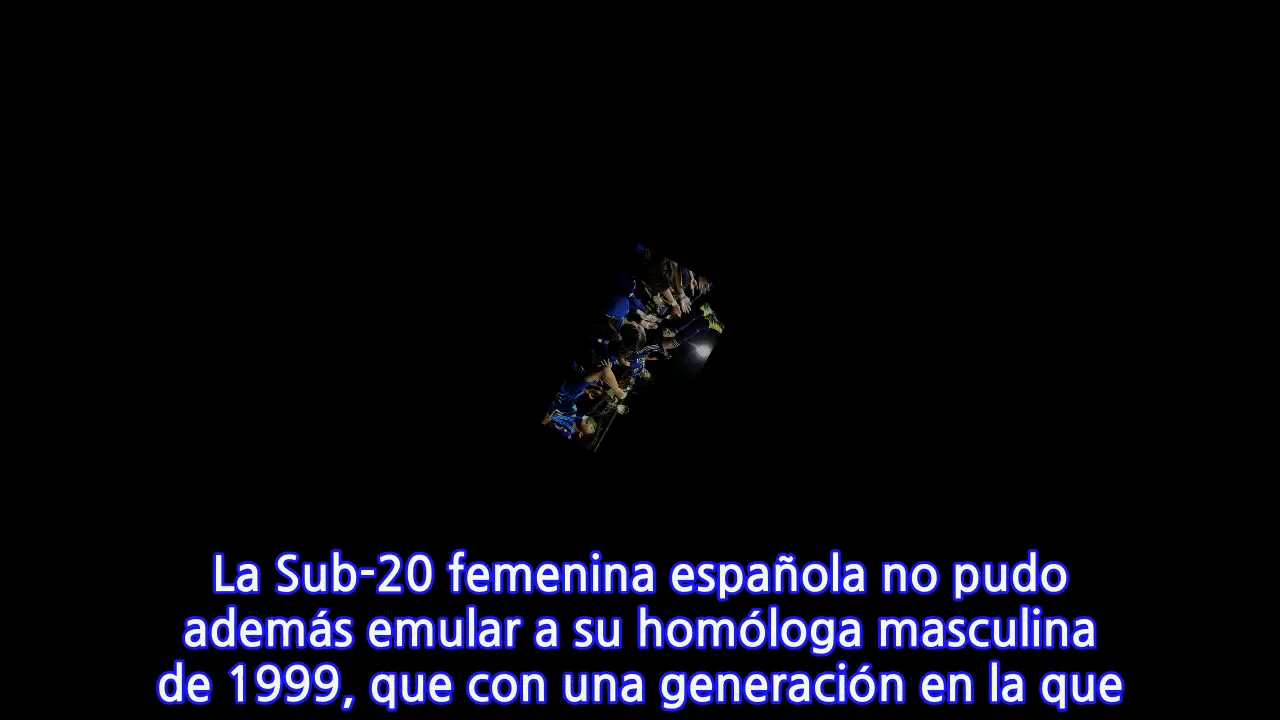 La Sub-20 femenina española no pudo
además emular a su homóloga masculina
de 1999, que con una generación en la que